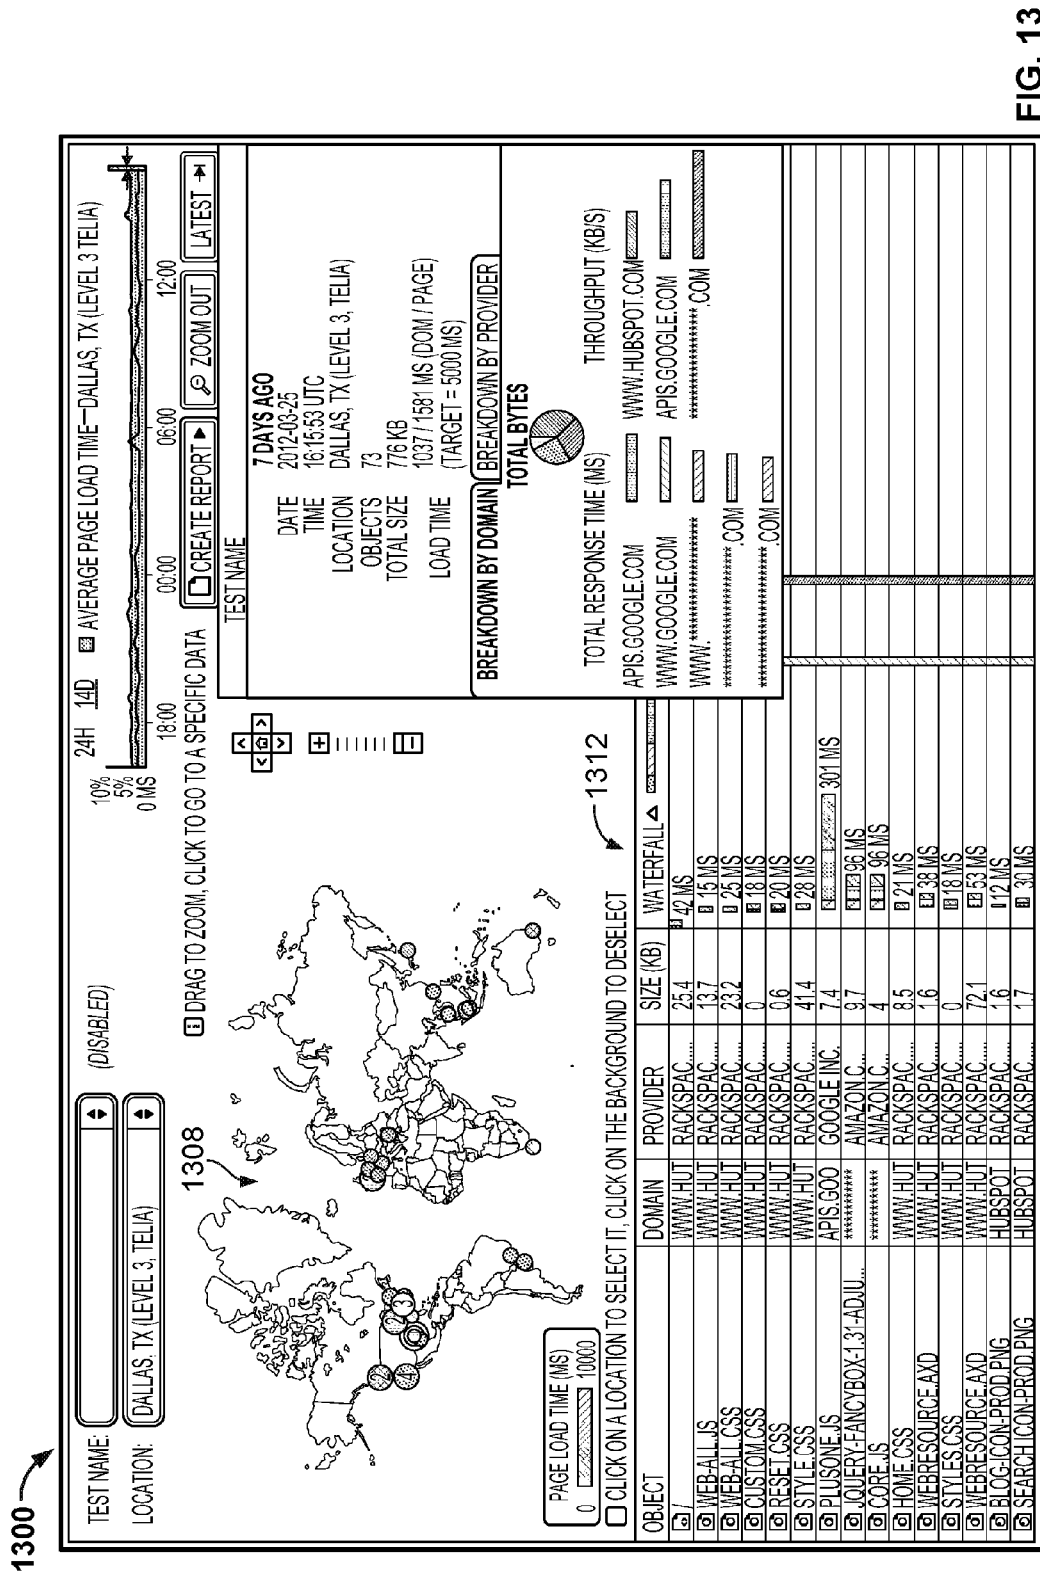 1300
TEST NAME:
(DISABLED)
LOCATION: DALLAS, TX (LEVEL 3, TELIA)
24H 14D AVERAGE PAGE LOAD TIME—DALLAS, TX (LEVEL 3 TELIA)
10%
5%
0 MS
18:00 00:00 06:00 12:00
DRAG TO ZOOM, CLICK TO GO TO A SPECIFIC DATA
CREATE REPORT ZOOM OUT LATEST
1308
TEST NAME
7 DAYS AGO
DATE 2012-03-25
TIME 16:15:53 UTC
LOCATION DALLAS, TX (LEVEL 3, TELIA)
OBJECTS 73
TOTAL SIZE 776 KB
LOAD TIME 1037 / 1581 MS (DOM / PAGE)
(TARGET = 5000 MS)
BREAKDOWN BY DOMAIN BREAKDOWN BY PROVIDER
TOTAL BYTES
TOTAL RESPONSE TIME (MS) THROUGHPUT (KB/S)
APIS.GOOGLE.COM WWW.HUBSPOT.COM
WWW.GOOGLE.COM APIS.GOOGLE.COM
WWW.****************** ******************.COM
******************.COM
******************.COM
2
4
2
3
PAGE LOAD TIME (MS)
0 10000
CLICK ON A LOCATION TO SELECT IT, CLICK ON THE BACKGROUND TO DESELECT
1312
OBJECT DOMAIN PROVIDER SIZE (KB) WATERFALL
/ WWW.HUT RACKSPAC... 25.4 42 MS
WEB-ALL.JS WWW.HUT RACKSPAC... 13.7 15 MS
WEB-ALL.CSS WWW.HUT RACKSPAC... 23.2 25 MS
CUSTOM.CSS WWW.HUT RACKSPAC... 0 18 MS
RESET.CSS WWW.HUT RACKSPAC... 0.6 20 MS
STYLE.CSS WWW.HUT RACKSPAC... 41.4 28 MS
PLUSONE.JS APIS.GOO GOOGLE INC. 7.4 301 MS
JQUERY-FANCYBOX-1.31-ADJU... ************ AMAZON.C... 9.7 96 MS
CORE.JS ************ AMAZON.C... 4 96 MS
HOME.CSS WWW.HUT RACKSPAC... 8.5 21 MS
WEBRESOURCE.AXD WWW.HUT RACKSPAC... 1.6 38 MS
STYLES.CSS WWW.HUT RACKSPAC... 0 18 MS
WEBRESOURCE.AXD WWW.HUT RACKSPAC... 72.1 53 MS
BLOG-ICON-PROD.PNG HUBSPOT RACKSPAC... 1.6 12 MS
SEARCH ICON-PROD.PNG HUBSPOT RACKSPAC... 1.7 30 MS
FIG. 13